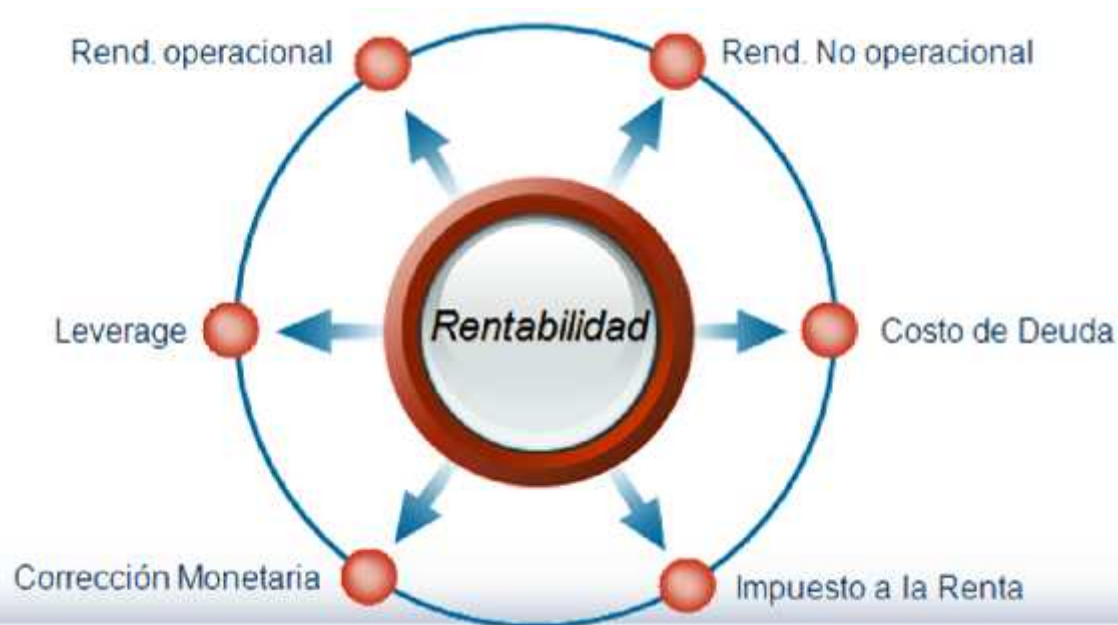 Rend. operacional
Rend. No operacional
Leverage
Rentabilidad
Costo de Deuda
Corrección Monetaria
Impuesto a la Renta